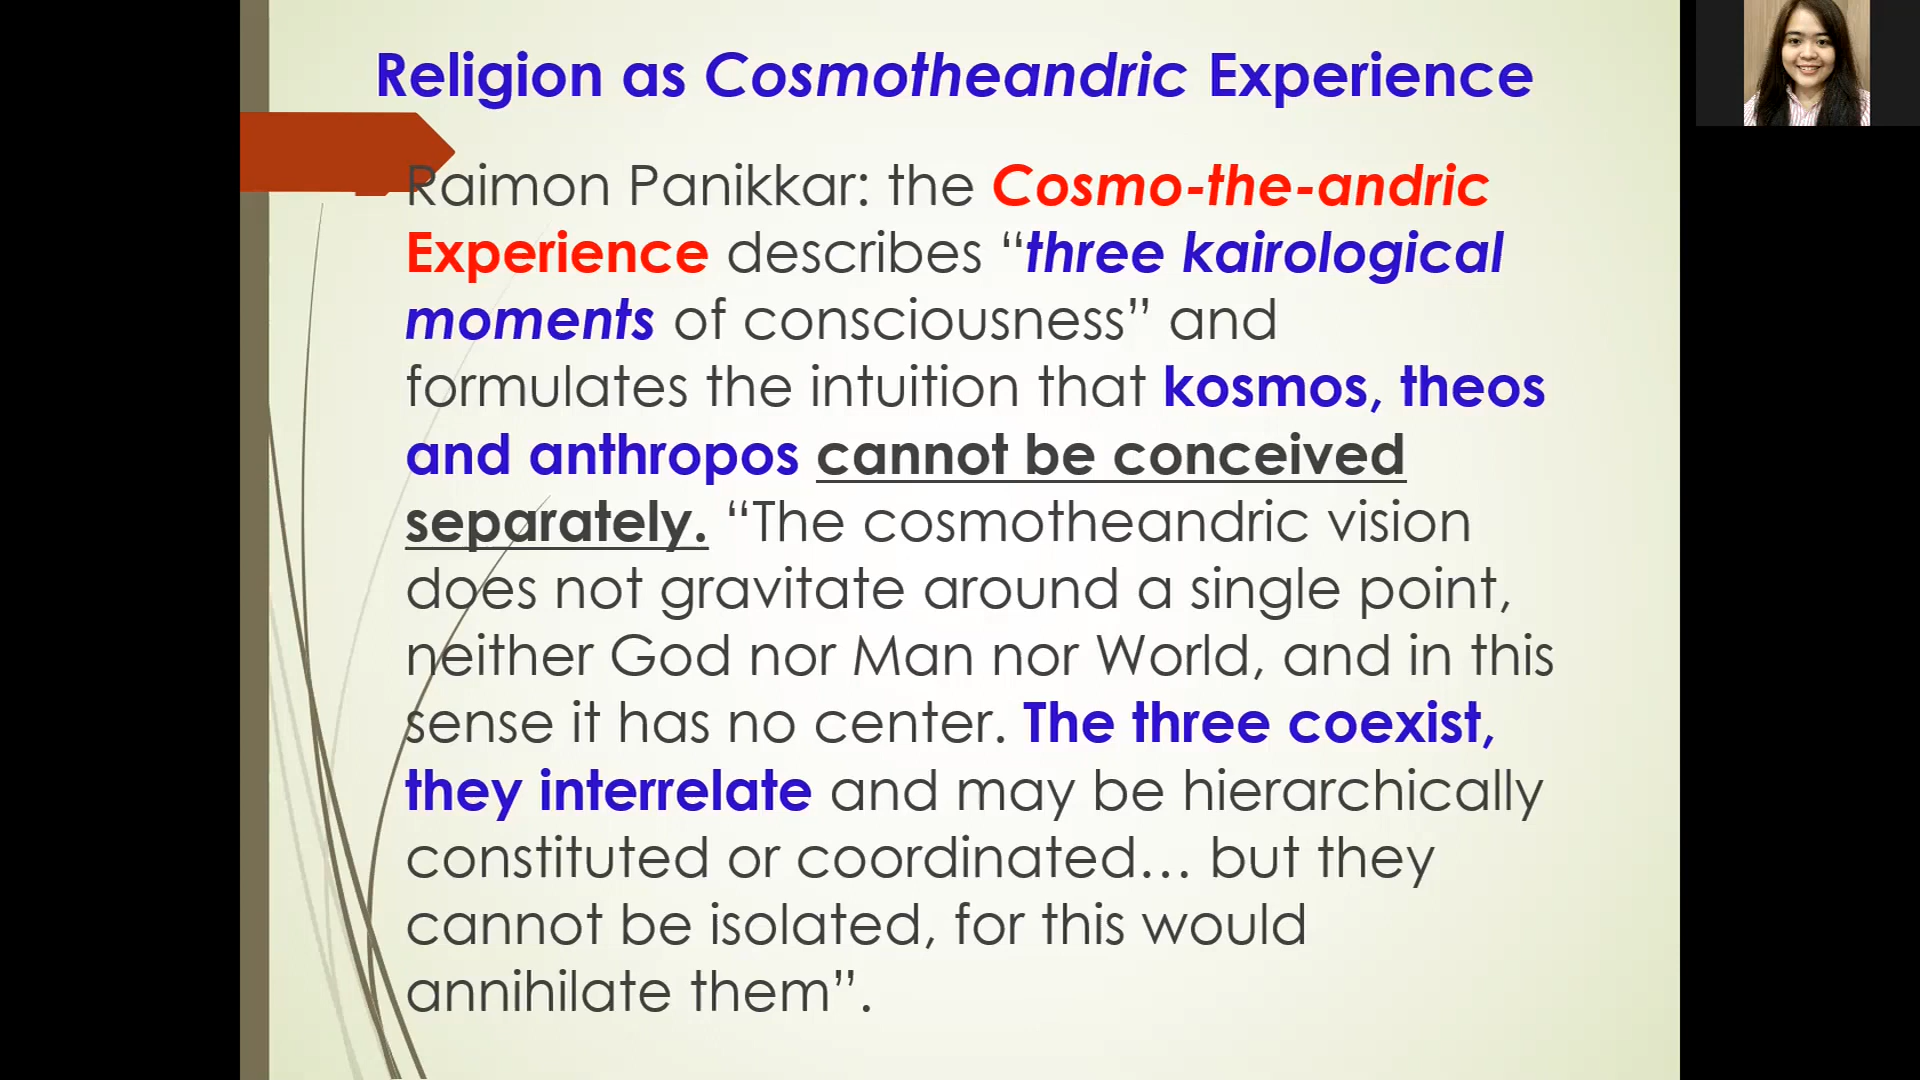 Religion as Cosmotheandric Experience
Raimon Panikkar: the Cosmo-the-andric
Experience describes “three kairological
moments of consciousness” and
formulates the intuition that kosmos, theos
and anthropos cannot be conceived
separately. “The cosmotheandric vision
does not gravitate around a single point,
neither God nor Man nor World, and in this
sense it has no center. The three coexist,
they interrelate and may be hierarchically
constituted or coordinated… but they
cannot be isolated, for this would
annihilate them”.